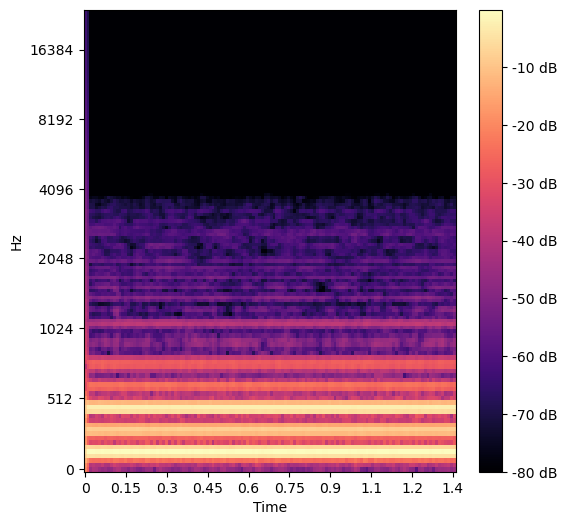 16384
8192
4096
2048
1024
512
0
Hz
0
0.15
0.3
0.45
0.6
0.75
0.9
1.1
1.2
1.4
Time
-10 dB
-20 dB
-30 dB
-40 dB
-50 dB
-60 dB
-70 dB
-80 dB